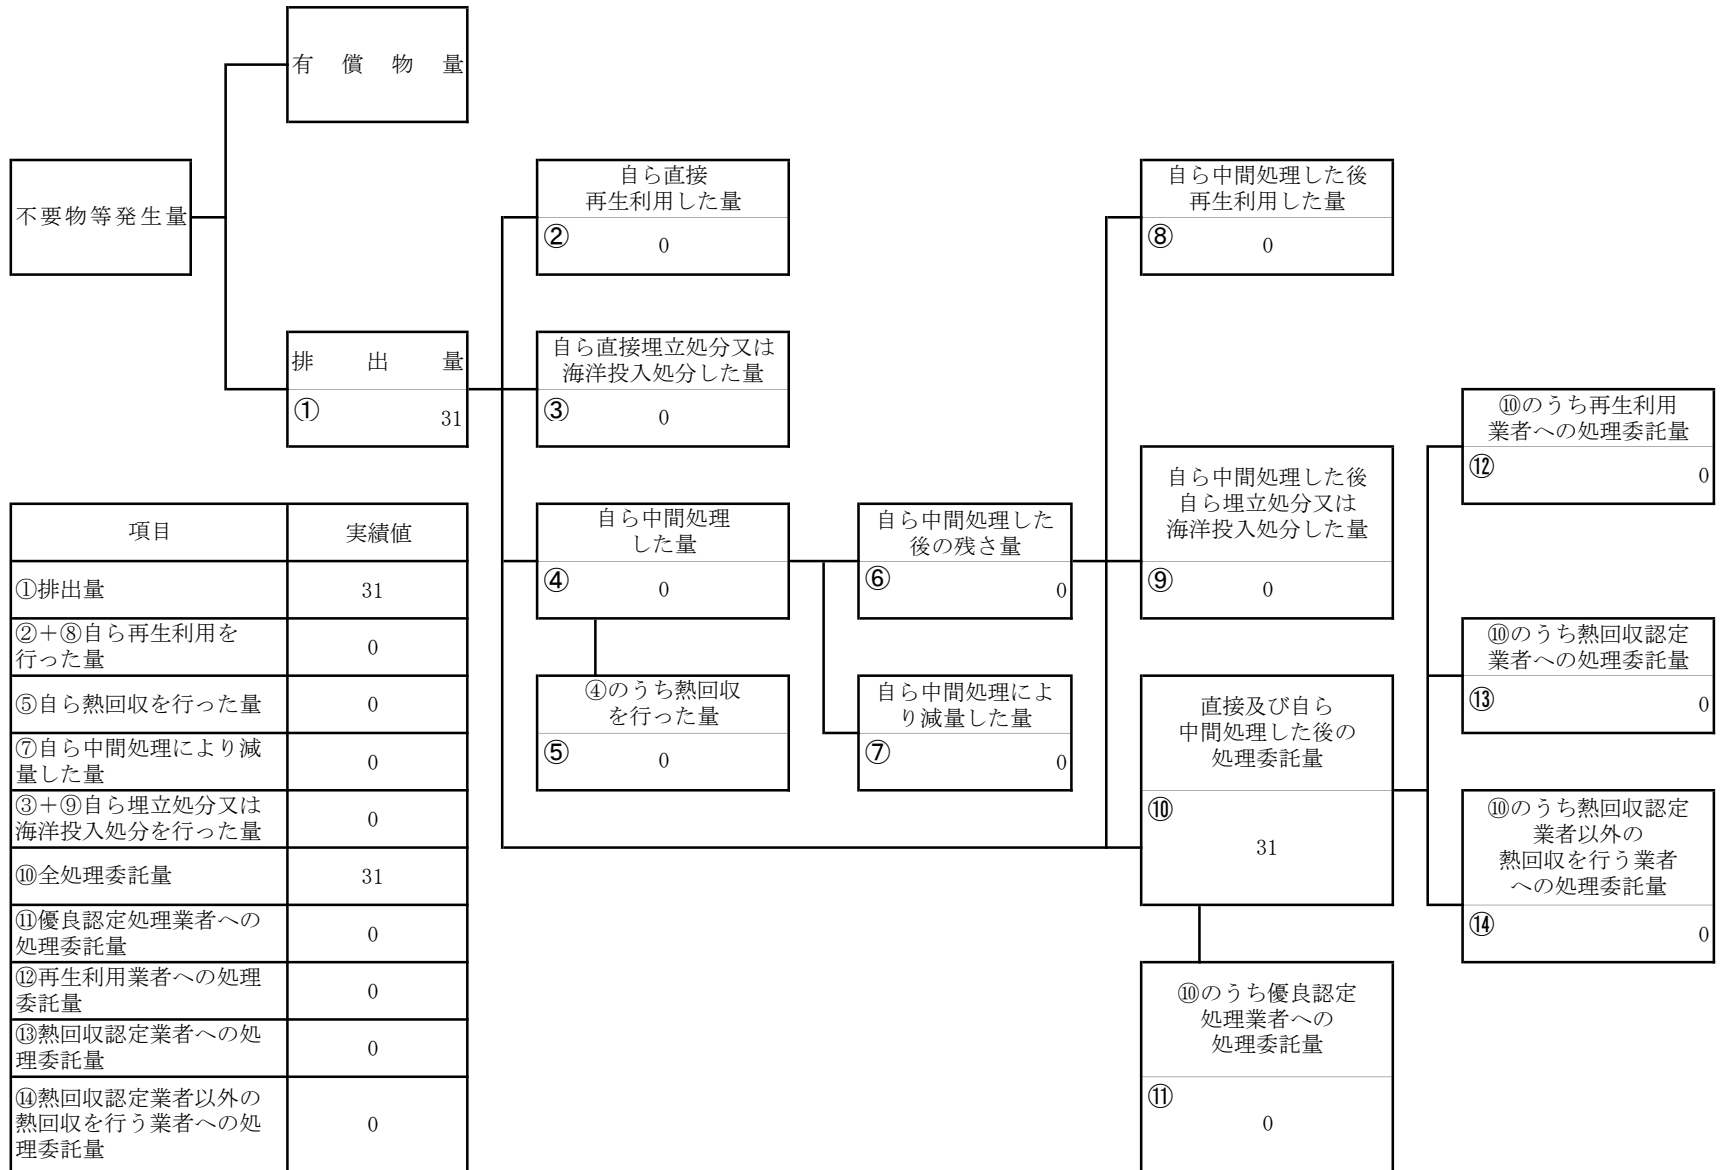 有償物量
不要物等発生量
自ら直接
再生利用した量
②
0
自ら中間処理した後
再生利用した量
⑧
0
排出量
①
31
自ら直接埋立処分又は
海洋投入処分した量
③
0
⑩のうち再生利用
業者への処理委託量
⑫
0
自ら中間処理
した量
④
0
自ら中間処理した
後の残さ量
⑥
0
自ら中間処理した後
自ら埋立処分又は
海洋投入処分した量
⑨
0
⑩のうち熱回収認定
業者への処理委託量
⑬
0
④のうち熱回収
を行った量
⑤
0
自ら中間処理によ
り減量した量
⑦
0
直接及び自ら
中間処理した後の
処理委託量
⑩
31
⑩のうち熱回収認定
業者以外の
熱回収を行う業者
への処理委託量
⑭
0
⑩のうち優良認定
処理業者への
処理委託量
⑪
0
項目 実績値
①排出量 31
②＋⑧自ら再生利用を
行った量 0
⑤自ら熱回収を行った量 0
⑦自ら中間処理により減
量した量 0
③＋⑨自ら埋立処分又は
海洋投入処分を行った量 0
⑩全処理委託量 31
⑪優良認定処理業者への
処理委託量 0
⑫再生利用業者への処理
委託量 0
⑬熱回収認定業者への処
理委託量 0
⑭熱回収認定業者以外の
熱回収を行う業者への処 0
理委託量